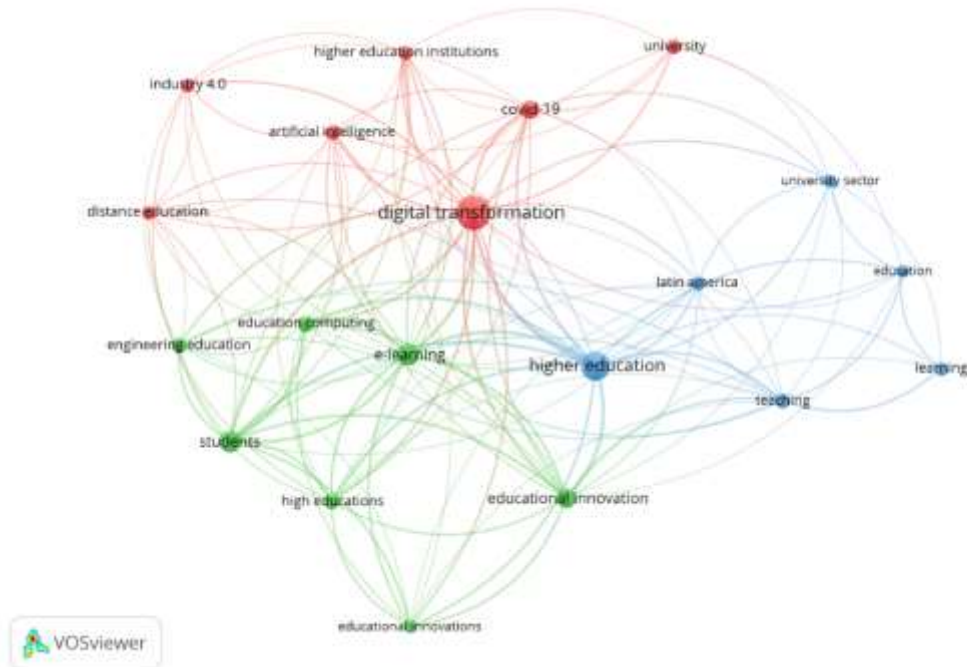 higher education institutions
university
industry 4.0
covid-19
artificial intelligence
university sector
distance education
digital transformation
education
latin america
education computing
engineering education
e-learning
higher education
learning
teaching
students
high educations
educational innovation
educational innovations
VOSviewer